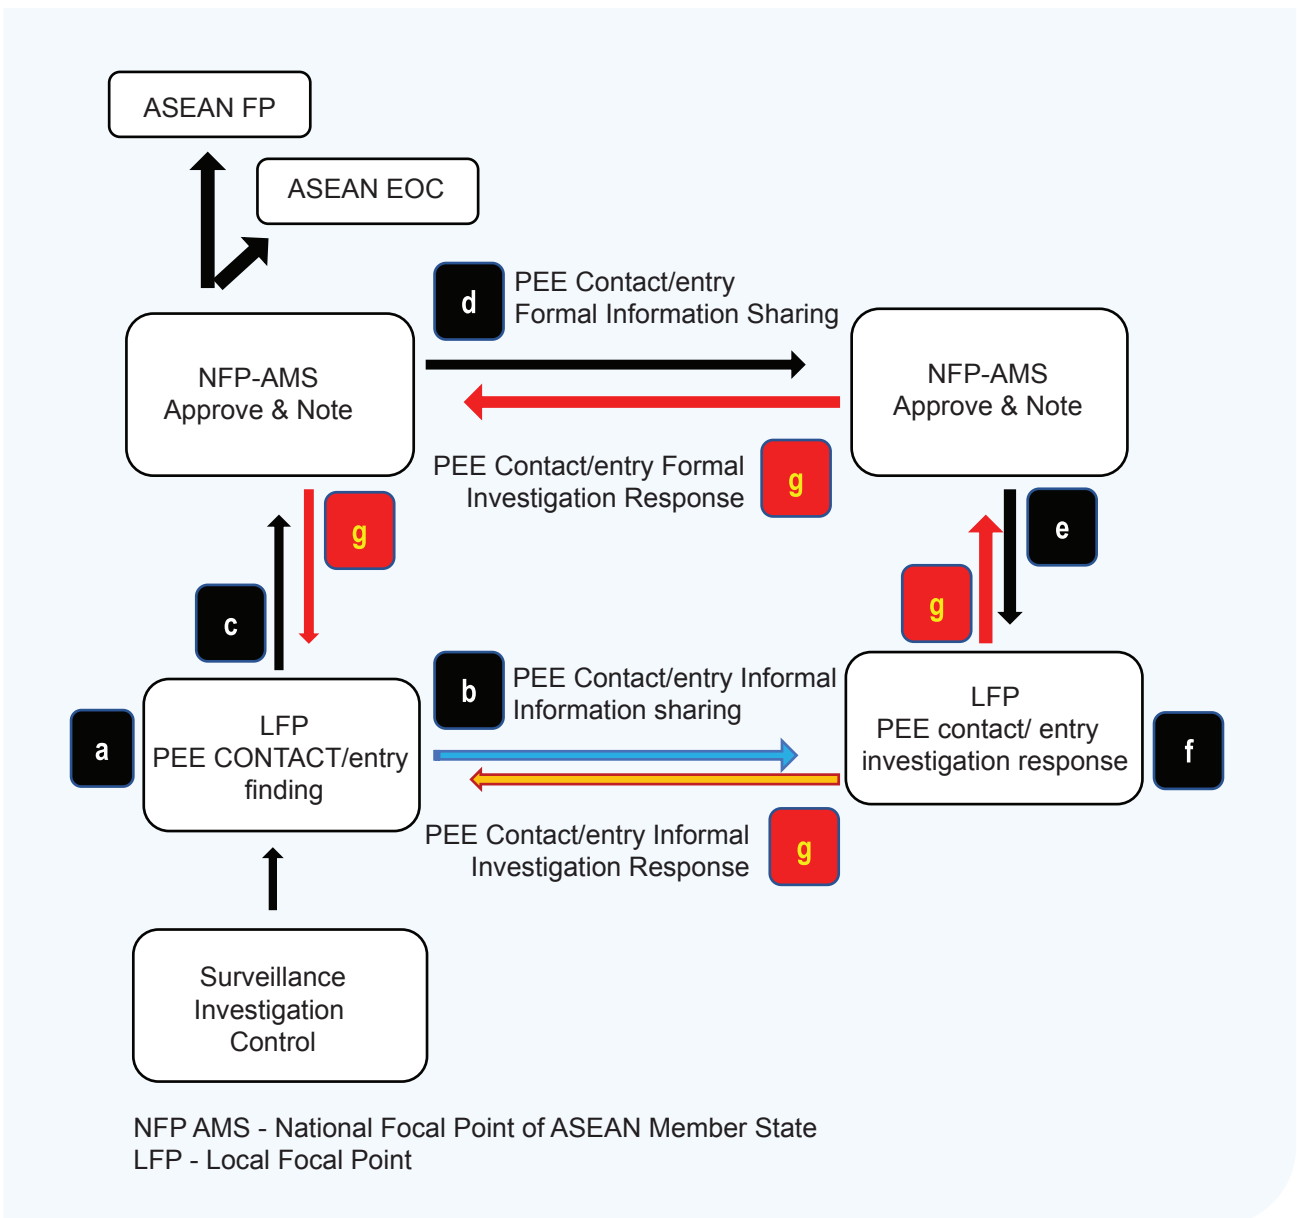 ASEAN FP
ASEAN EOC
d
PEE Contact/entry
Formal Information Sharing
NFP-AMS
Approve & Note
NFP-AMS
Approve & Note
PEE Contact/entry Formal
Investigation Response
g
g
e
c
g
b
PEE Contact/entry Informal
Information sharing
a
LFP
PEE CONTACT/entry
finding
LFP
PEE contact/ entry
investigation response
f
PEE Contact/entry Informal
Investigation Response
g
Surveillance
Investigation
Control
NFP AMS - National Focal Point of ASEAN Member State
LFP - Local Focal Point